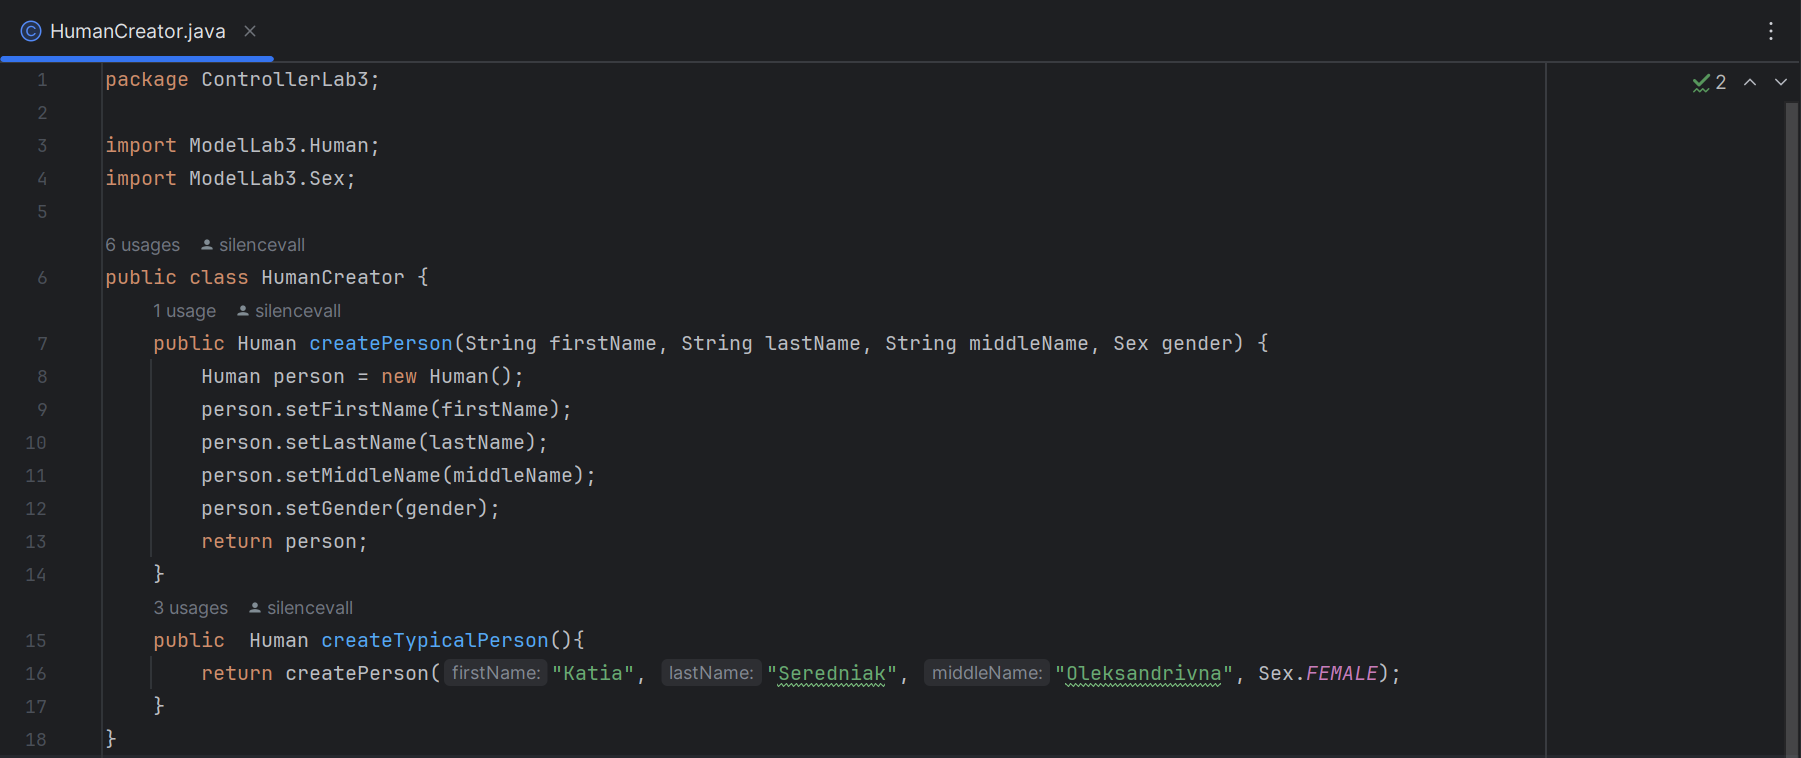 HumanCreator.java
2
1 package ControllerLab3;
2
3 import ModelLab3.Human;
4 import ModelLab3.Sex;
5
6 usages silencevall
6 public class HumanCreator {
1 usage silencevall
7 public Human createPerson(String firstName, String lastName, String middleName, Sex gender) {
8 Human person = new Human();
9 person.setFirstName(firstName);
10 person.setLastName(lastName);
11 person.setMiddleName(middleName);
12 person.setGender(gender);
13 return person;
14 }
3 usages silencevall
15 public  Human createTypicalPerson(){
16 return createPerson( firstName: "Katia", lastName: "Seredniak", middleName: "Oleksandrivna", Sex.FEMALE);
17 }
18 }